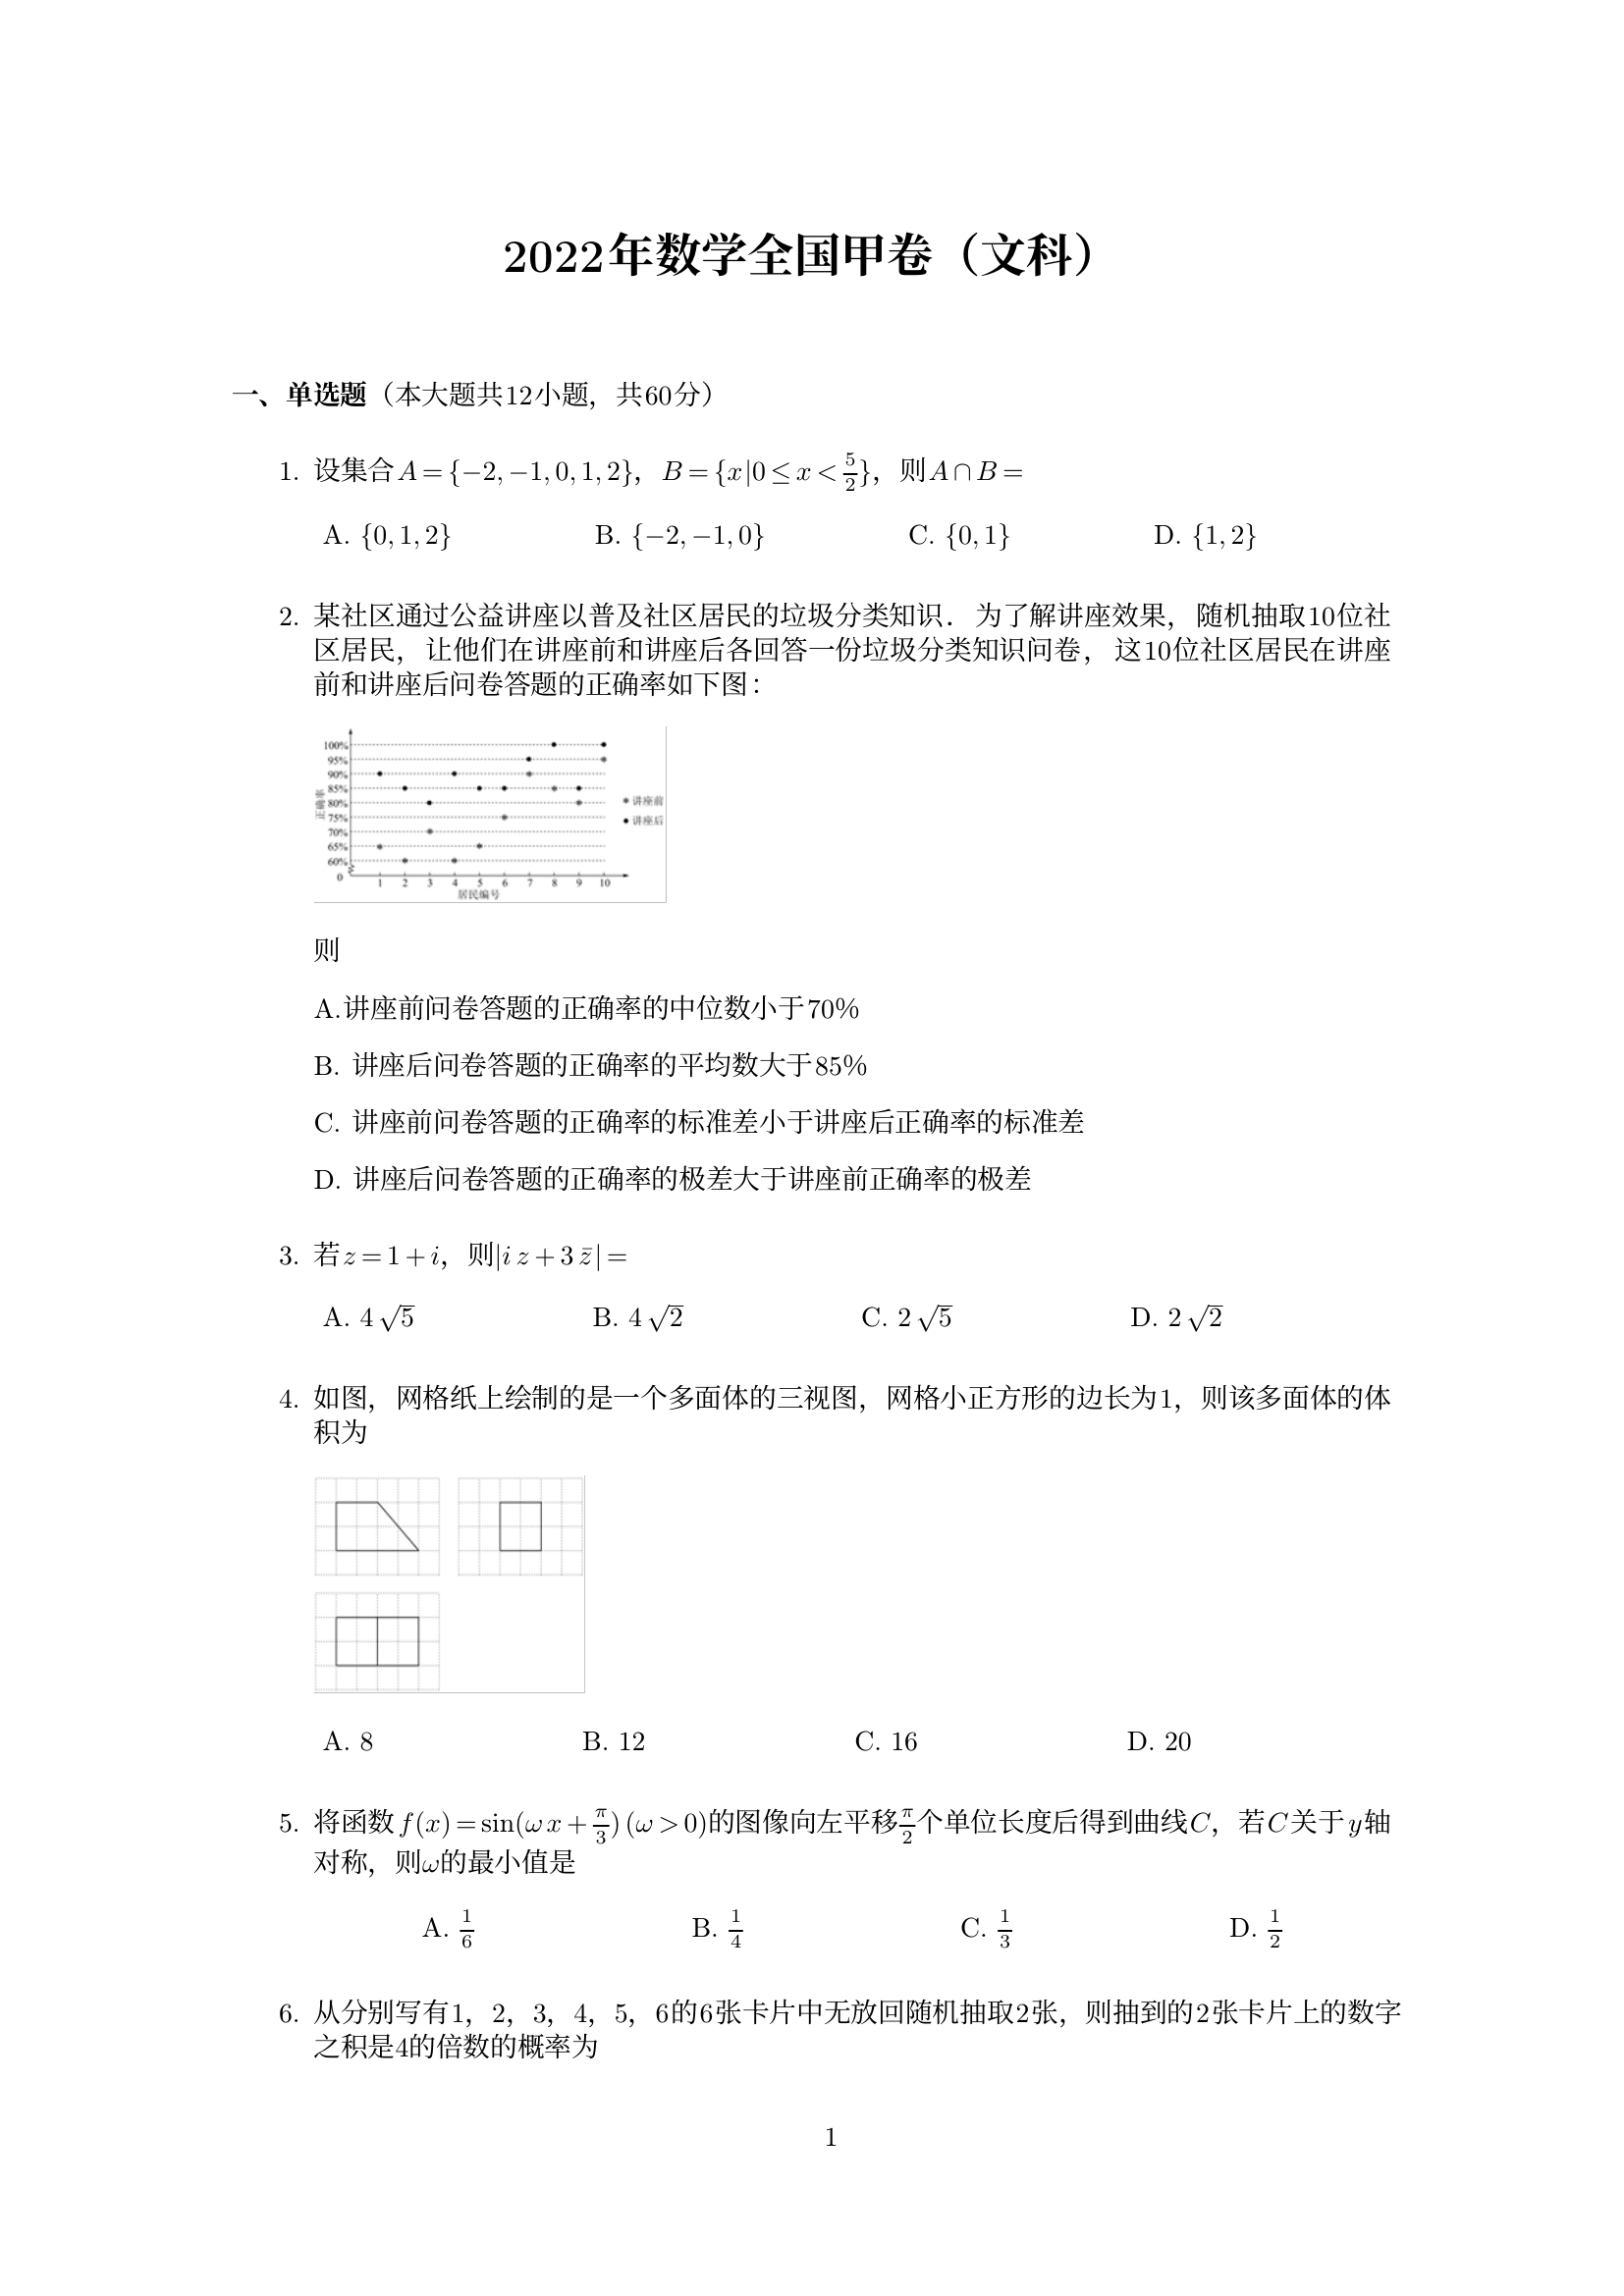 2022年数学全国甲卷（文科）
一、单选题（本大题共12小题，共60分）
1. 设集合A = {−2, −1, 0, 1, 2}，B = {x|0 ≤ x < 5/2}，则A ∩ B =
A. {0, 1, 2} B. {−2, −1, 0} C. {0, 1} D. {1, 2}
2. 某社区通过公益讲座以普及社区居民的垃圾分类知识．为了解讲座效果，随机抽取10位社
区居民，让他们在讲座前和讲座后各回答一份垃圾分类知识问卷，这10位社区居民在讲座
前和讲座后问卷答题的正确率如下图：
正确率
100%
95%
90%
85%
80%
75%
70%
65%
60%
0
1 2 3 4 5 6 7 8 9 10
居民编号
讲座前
讲座后
则
A.讲座前问卷答题的正确率的中位数小于70%
B. 讲座后问卷答题的正确率的平均数大于85%
C. 讲座前问卷答题的正确率的标准差小于讲座后正确率的标准差
D. 讲座后问卷答题的正确率的极差大于讲座前正确率的极差
3. 若z = 1 + i，则|i z + 3 z̄| =
A. 4√5 B. 4√2 C. 2√5 D. 2√2
4. 如图，网格纸上绘制的是一个多面体的三视图，网格小正方形的边长为1，则该多面体的体
积为
A. 8 B. 12 C. 16 D. 20
5. 将函数f(x) = sin(ω x + π/3) (ω > 0)的图像向左平移π/2个单位长度后得到曲线C，若C关于y轴
对称，则ω的最小值是
A. 1/6 B. 1/4 C. 1/3 D. 1/2
6. 从分别写有1，2，3，4，5，6的6张卡片中无放回随机抽取2张，则抽到的2张卡片上的数字
之积是4的倍数的概率为
1